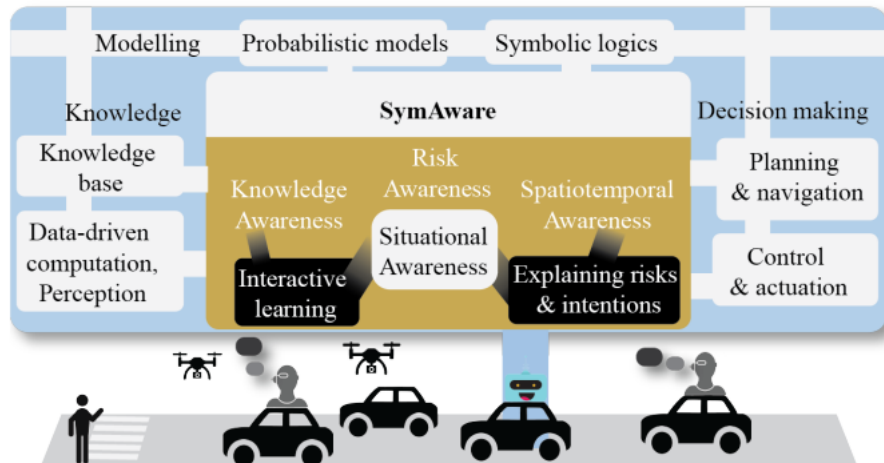 Modelling
Probabilistic models
Symbolic logics
SymAware
Knowledge
Decision making
Knowledge
base
Data-driven
computation,
Perception
Risk
Awareness
Knowledge
Awareness
Spatiotemporal
Awareness
Situational
Awareness
Interactive
learning
Explaining risks
& intentions
Planning
& navigation
Control
& actuation